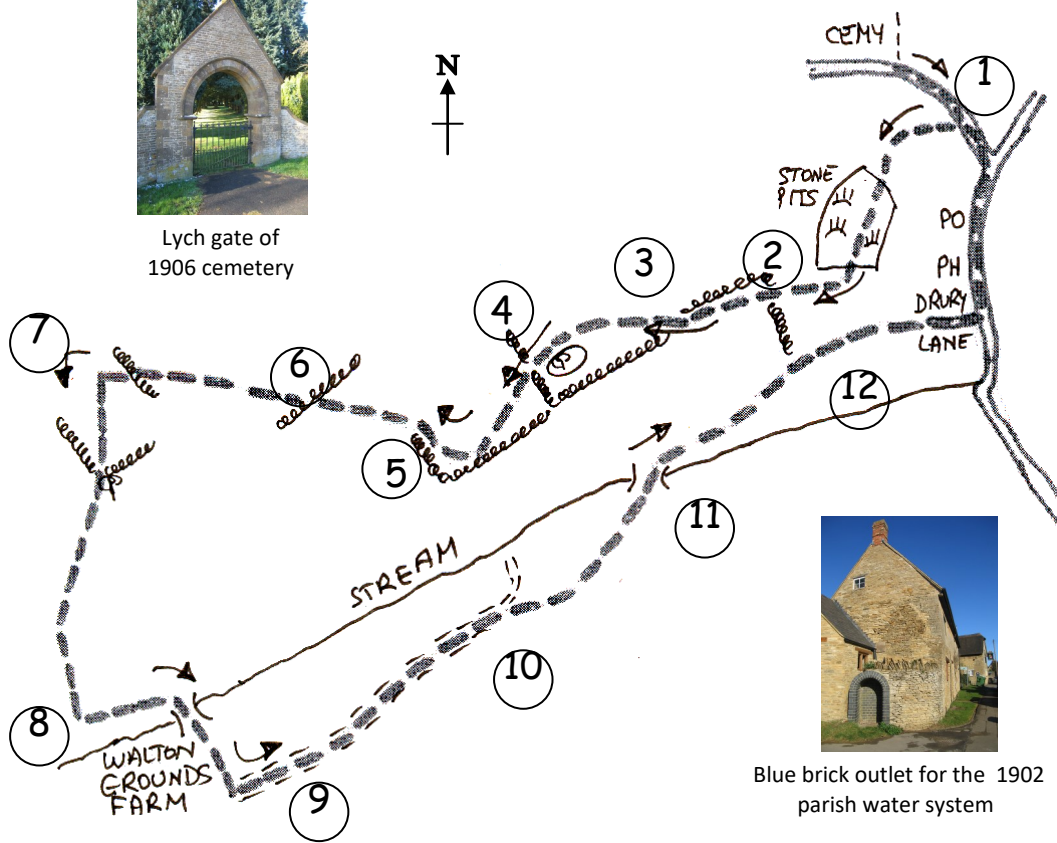 CEMY
N
1
STONE
PITS
PO
2
3
PH
4
DRURY
LANE
7
6
12
5
11
STREAM
10
8
WALTON
GROUNDS
FARM
9
Lych gate of
1906 cemetery
Blue brick outlet for the 1902
parish water system